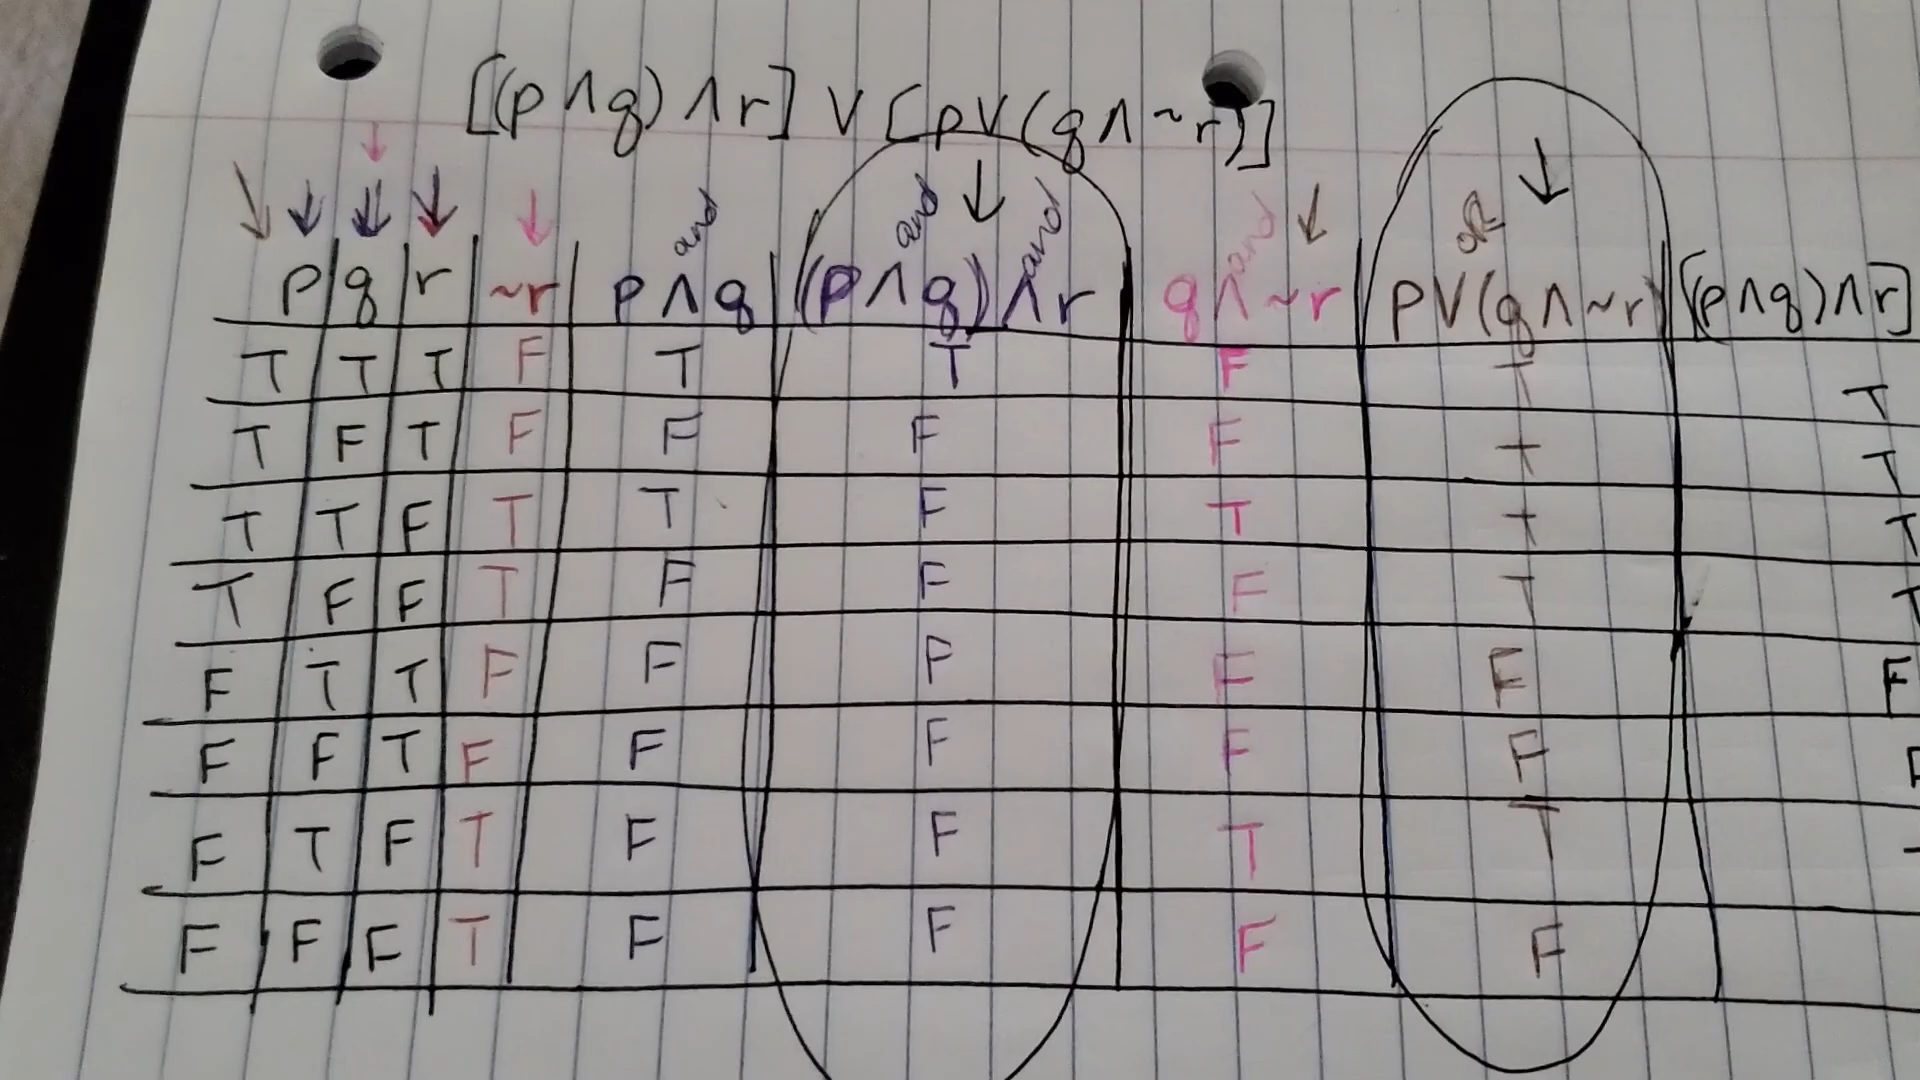 [(p∧q)∧r]∨[p∨(q∧~r)]
and and and and or
p q r ~r p∧q (p∧q)∧r q∧~r p∨(q∧~r) [(p∧q)∧r]
T T T F T T F T T
T F T F F F F T T
T T F T T F T T T
T F F T F F F T T
F T T F F P F F F
F F T F F F F F F
F T F T F F T T
F F F T F F F F